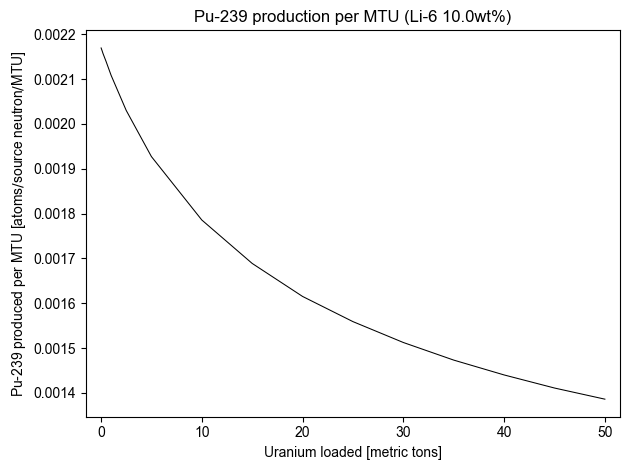 Pu-239 production per MTU (Li-6 10.0wt%)
Pu-239 produced per MTU [atoms/source neutron/MTU]
0.0022
0.0021
0.0020
0.0019
0.0018
0.0017
0.0016
0.0015
0.0014
0 10 20 30 40 50
Uranium loaded [metric tons]